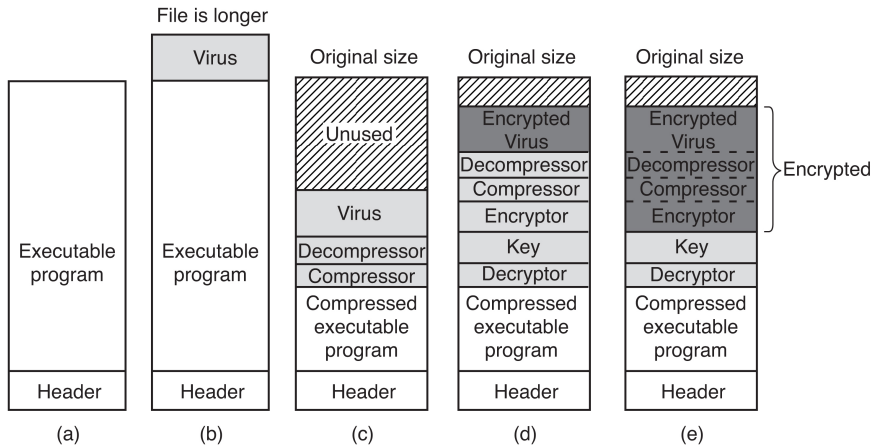 Executable
program
Header
(a)
File is longer
Virus
Executable
program
Header
(b)
Original size
Unused
Virus
Decompressor
Compressor
Compressed
executable
program
Header
(c)
Original size
Encrypted
Virus
Decompressor
Compressor
Encryptor
Key
Decryptor
Compressed
executable
program
Header
(d)
Original size
Encrypted
Virus
Decompressor
Compressor
Encryptor
Key
Decryptor
Compressed
executable
program
Header
(e)
Encrypted